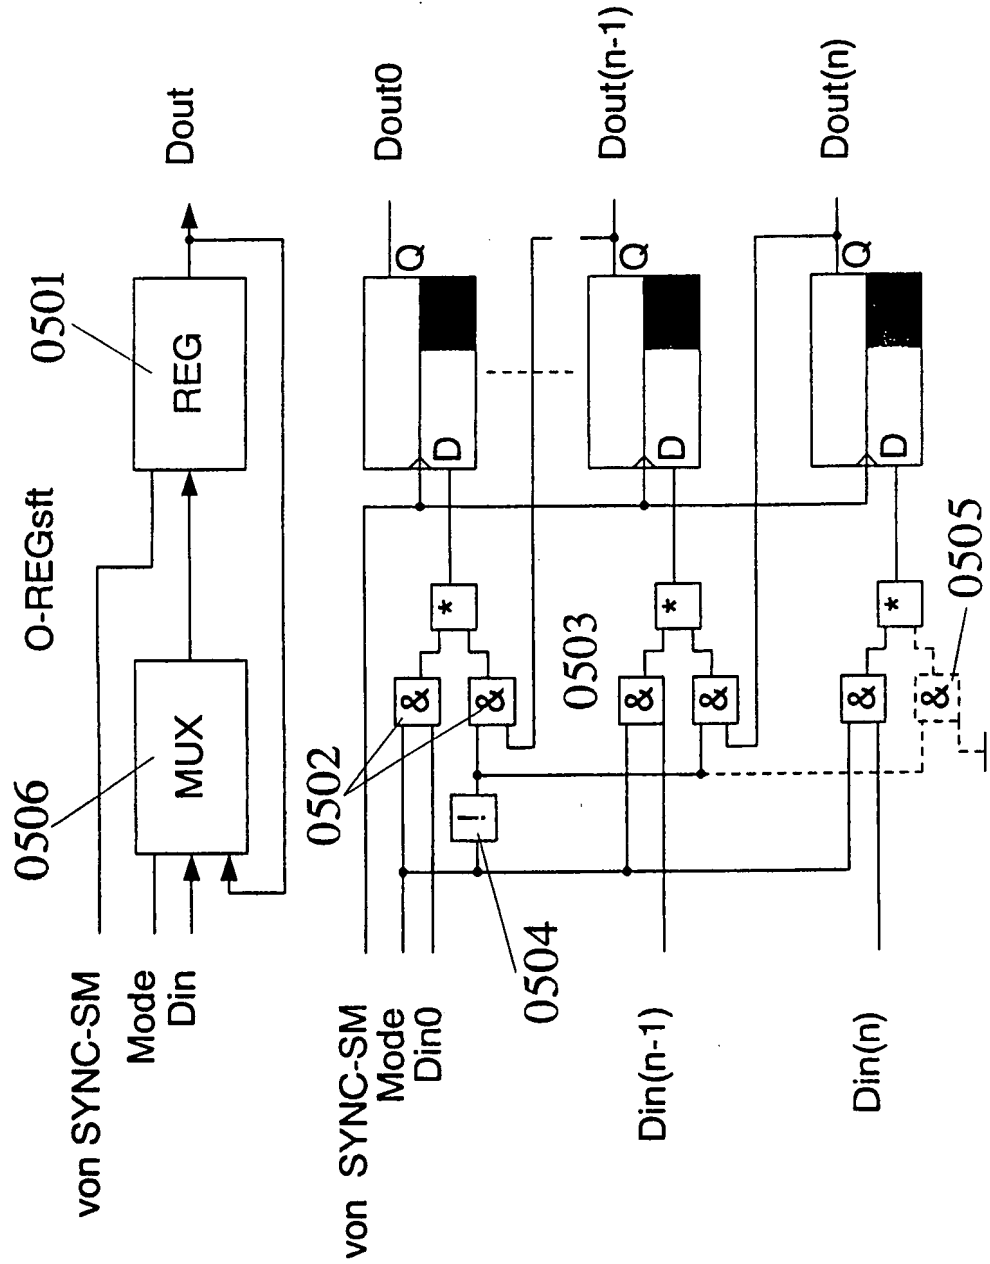 0506
O-REGsft
0501
von SYNC-SM
Mode
Din
MUX
REG
Dout
0502
von SYNC-SM
Mode
Din0
&
&
!
*
D
Q
Dout0
0504
0503
Din(n-1)
&
&
*
D
Q
Dout(n-1)
Din(n)
&
&
*
D
Q
Dout(n)
0505